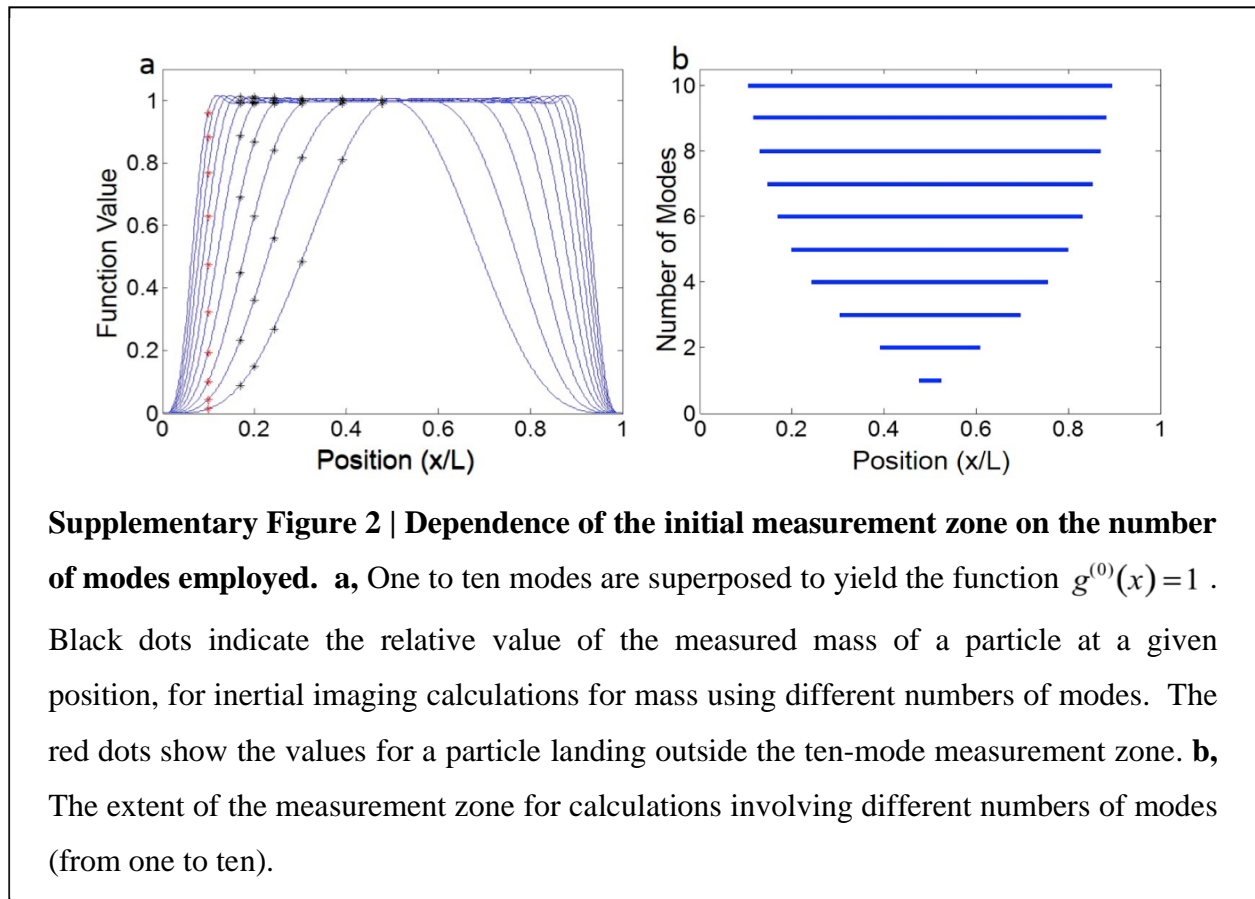 a
1
0.8
0.6
0.4
0.2
0
Function Value
0 0.2 0.4 0.6 0.8 1
Position (x/L)
b
10
8
6
4
2
0
Number of Modes
0 0.2 0.4 0.6 0.8 1
Position (x/L)
Supplementary Figure 2 | Dependence of the initial measurement zone on the number
of modes employed. a, One to ten modes are superposed to yield the function g⁽⁰⁾(x) = 1 .
Black dots indicate the relative value of the measured mass of a particle at a given
position, for inertial imaging calculations for mass using different numbers of modes. The
red dots show the values for a particle landing outside the ten-mode measurement zone. b,
The extent of the measurement zone for calculations involving different numbers of modes
(from one to ten).